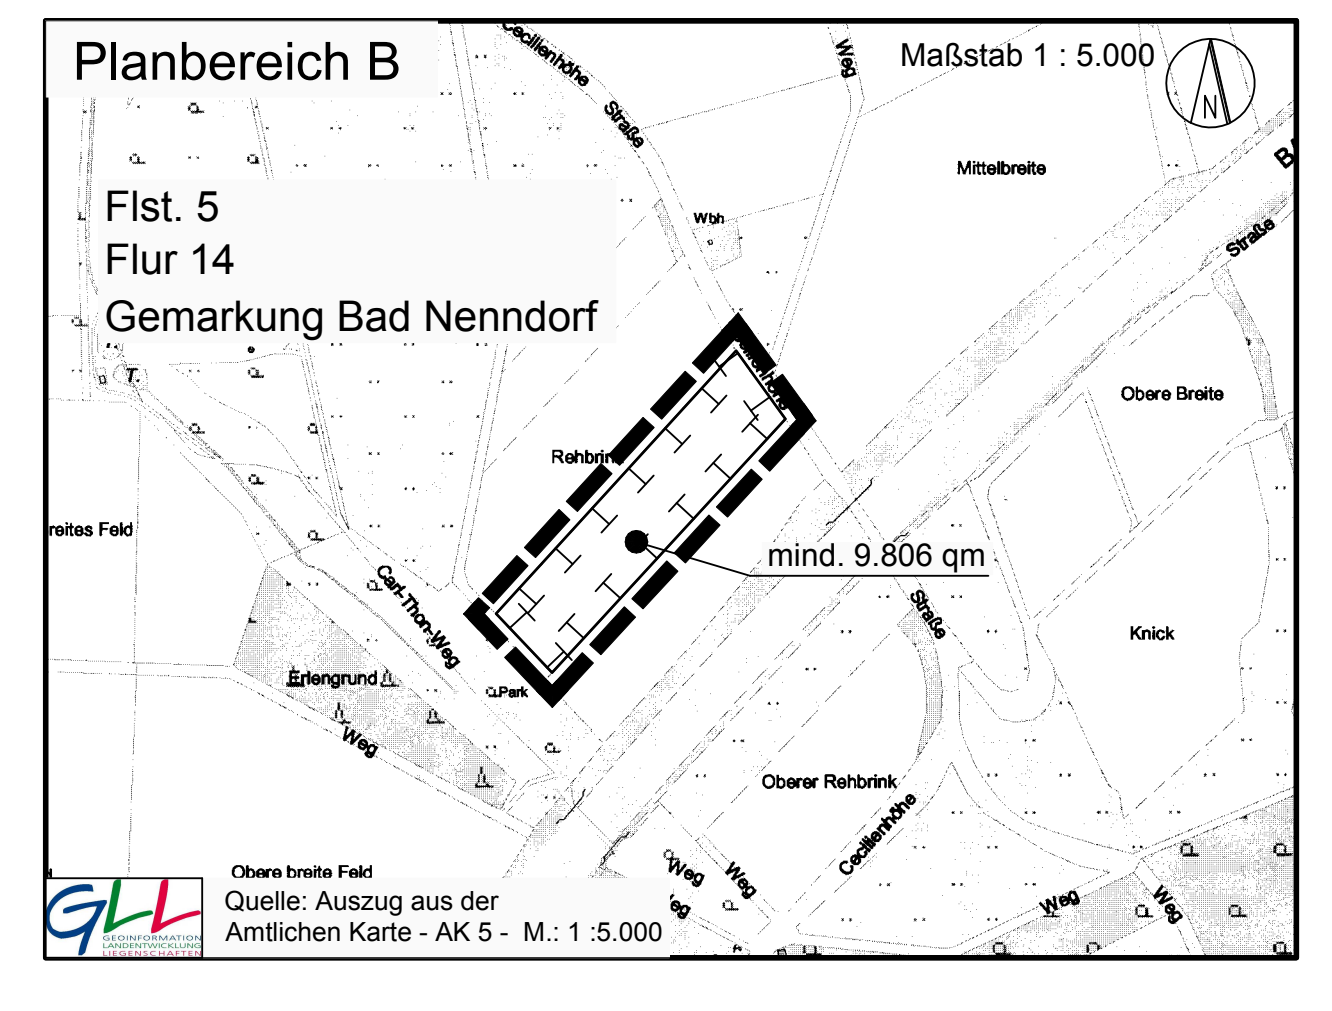 Planbereich B
Maßstab 1 : 5.000
N
Cecilienhöhe
Straße
Weg
Mittelbreite
Straße
Wbh
Flst. 5
Flur 14
Gemarkung Bad Nenndorf
T.
Obere Breite
Rehbrin
reites Feld
mind. 9.806 qm
Carl-Thon-Weg
Straße
Knick
Erlengrund
Park
Weg
Oberer Rehbrink
Cecilienhöhe
Obere breite Feld
Weg
Weg
Weg
Weg
GLL
GEOINFORMATION
LANDENTWICKLUNG
LIEGENSCHAFTEN
Quelle: Auszug aus der
Amtlichen Karte - AK 5 - M.: 1 :5.000